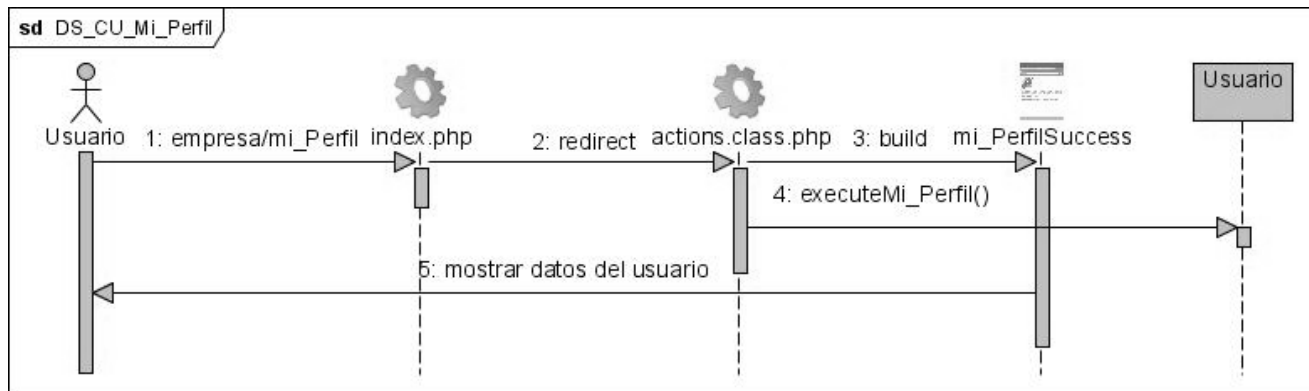 sd DS_CU_Mi_Perfil
Usuario
Usuario
1: empresa/mi_Perfil
index.php
2: redirect
actions.class.php
3: build
mi_PerfilSuccess
4: executeMi_Perfil()
5: mostrar datos del usuario